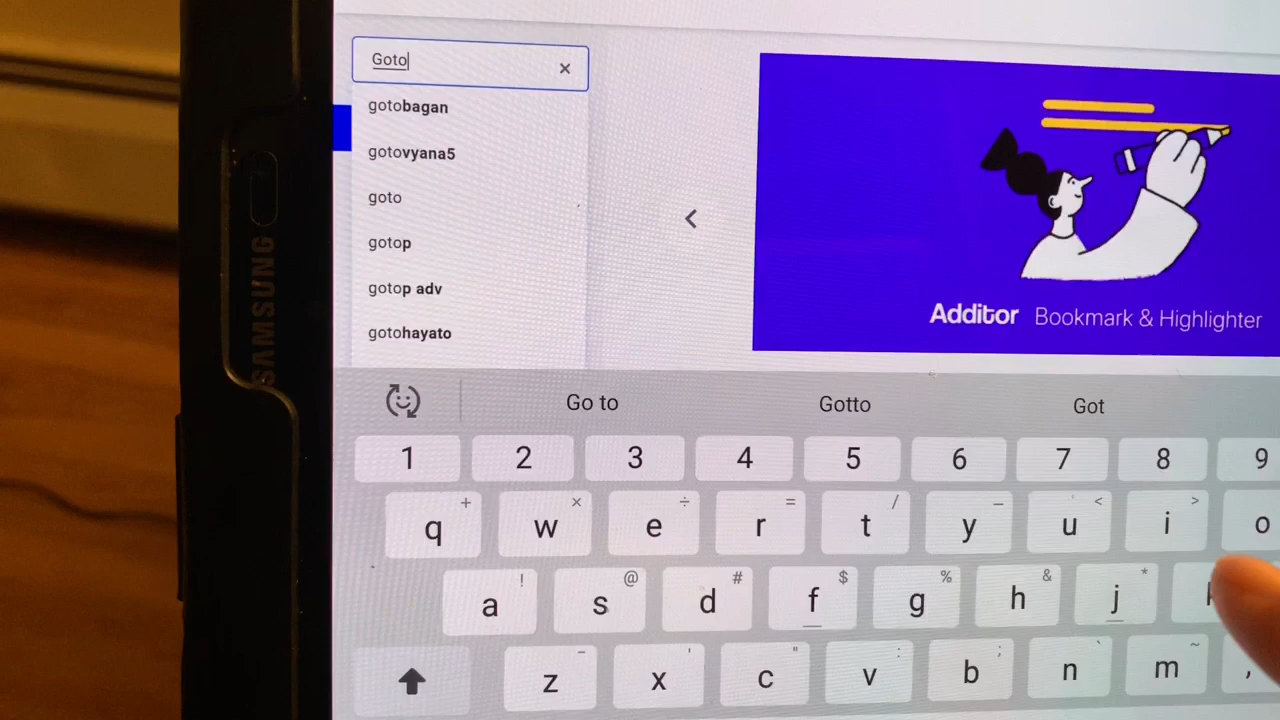 Goto ×
gotobagan
gotovyana5
goto
gotop
gotop adv
gotohayato
Additor Bookmark & Highlighter
SAMSUNG
Go to Gotto Got
1 2 3 4 5 6 7 8 9
+ × ÷ = / _ ' < >
q w e r t y u i o
! @ # $ % & *
a s d f g h j
- ' " : ; ` ~
z x c v b n m ,